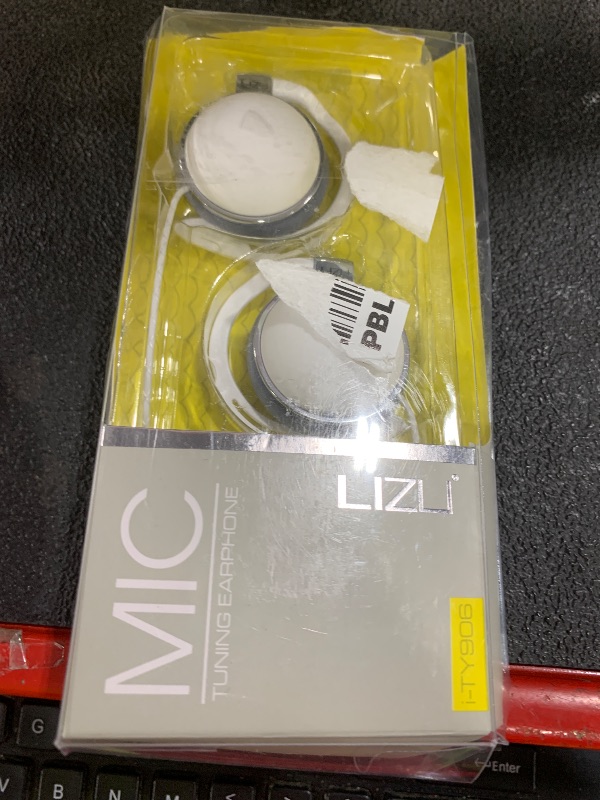 PBL
LIZLI
MIC
TUNING EARPHONE
i-TY906
G
Enter
V
B
N
M
<